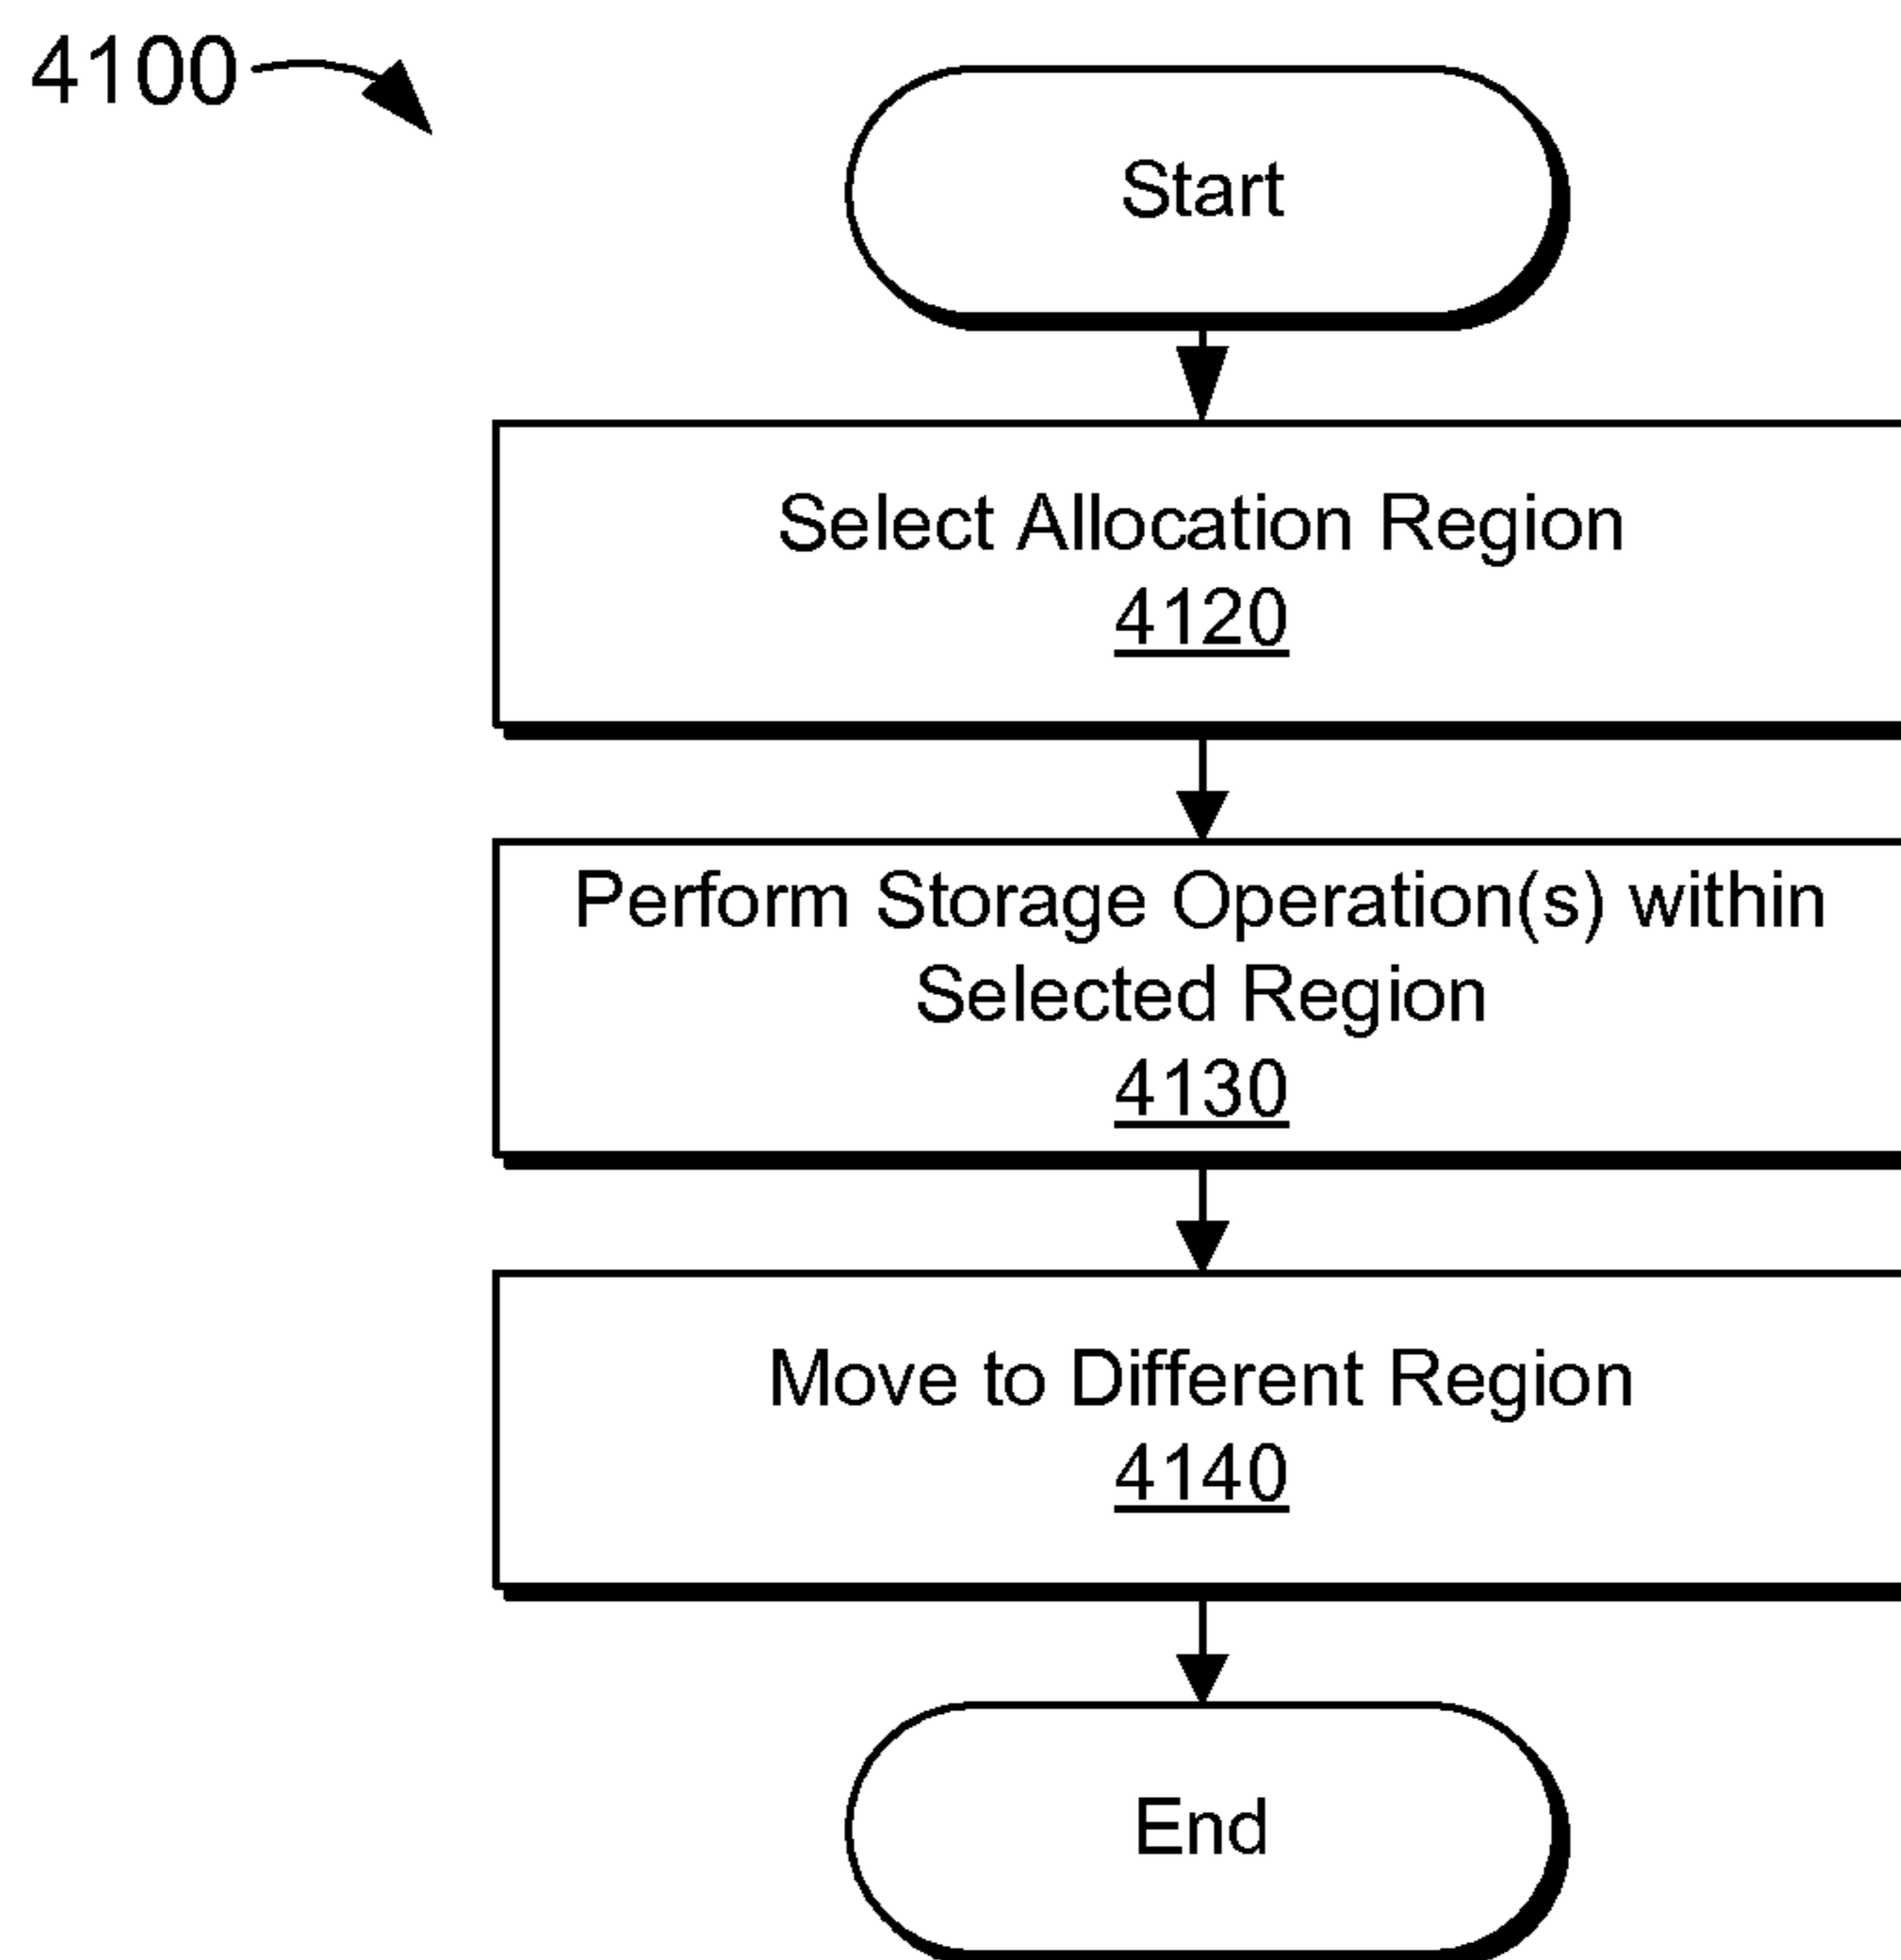 4100
Start
Select Allocation Region
4120
Perform Storage Operation(s) within
Selected Region
4130
Move to Different Region
4140
End